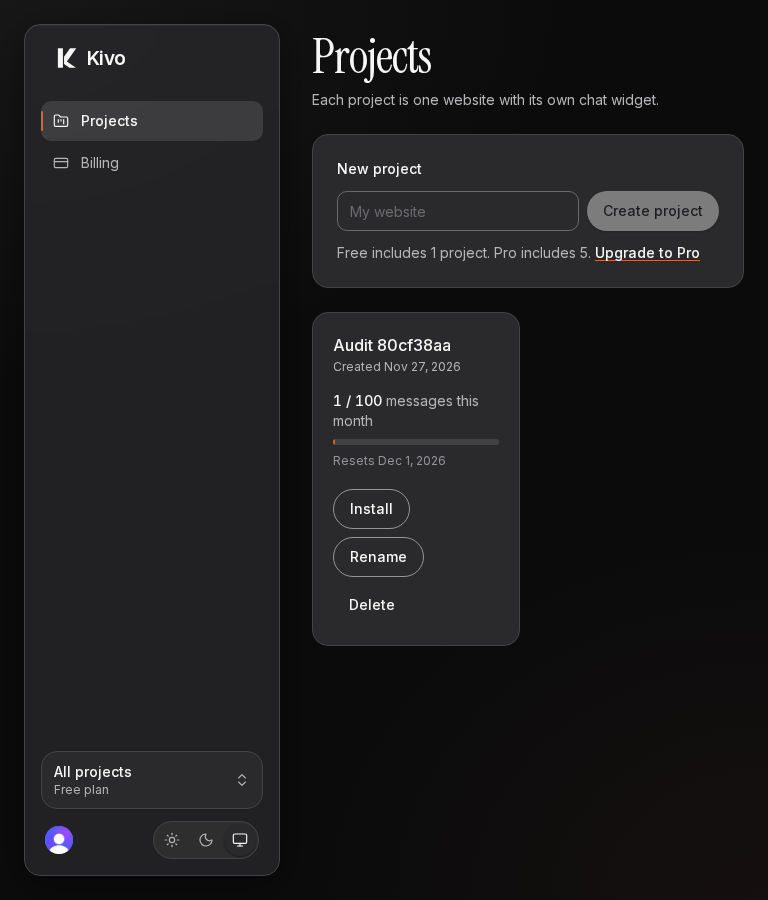 Kivo
Projects
Billing
All projects
Free plan
Projects
Each project is one website with its own chat widget.
New project
My website
Create project
Free includes 1 project. Pro includes 5. Upgrade to Pro
Audit 80cf38aa
Created Nov 27, 2026
1 / 100 messages this
month
Resets Dec 1, 2026
Install
Rename
Delete